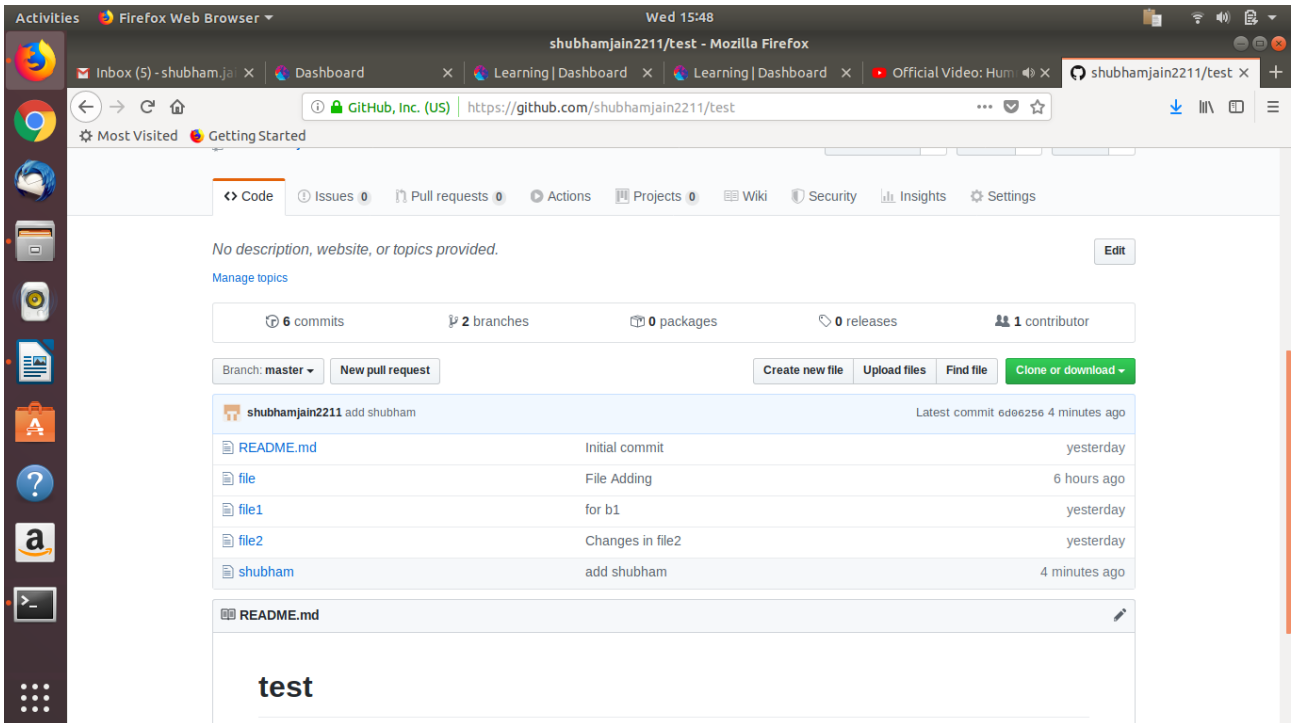 Activities Firefox Web Browser Wed 15:48
shubhamjain2211/test - Mozilla Firefox
Inbox (5) - shubham.jai Dashboard Learning | Dashboard Learning | Dashboard Official Video: Hum shubhamjain2211/test
GitHub, Inc. (US) https://github.com/shubhamjain2211/test
Most Visited Getting Started
Code Issues 0 Pull requests 0 Actions Projects 0 Wiki Security Insights Settings
No description, website, or topics provided. Edit
Manage topics
6 commits 2 branches 0 packages 0 releases 1 contributor
Branch: master New pull request Create new file Upload files Find file Clone or download
shubhamjain2211 add shubham Latest commit 6d06256 4 minutes ago
README.md Initial commit yesterday
file File Adding 6 hours ago
file1 for b1 yesterday
file2 Changes in file2 yesterday
shubham add shubham 4 minutes ago
README.md
test